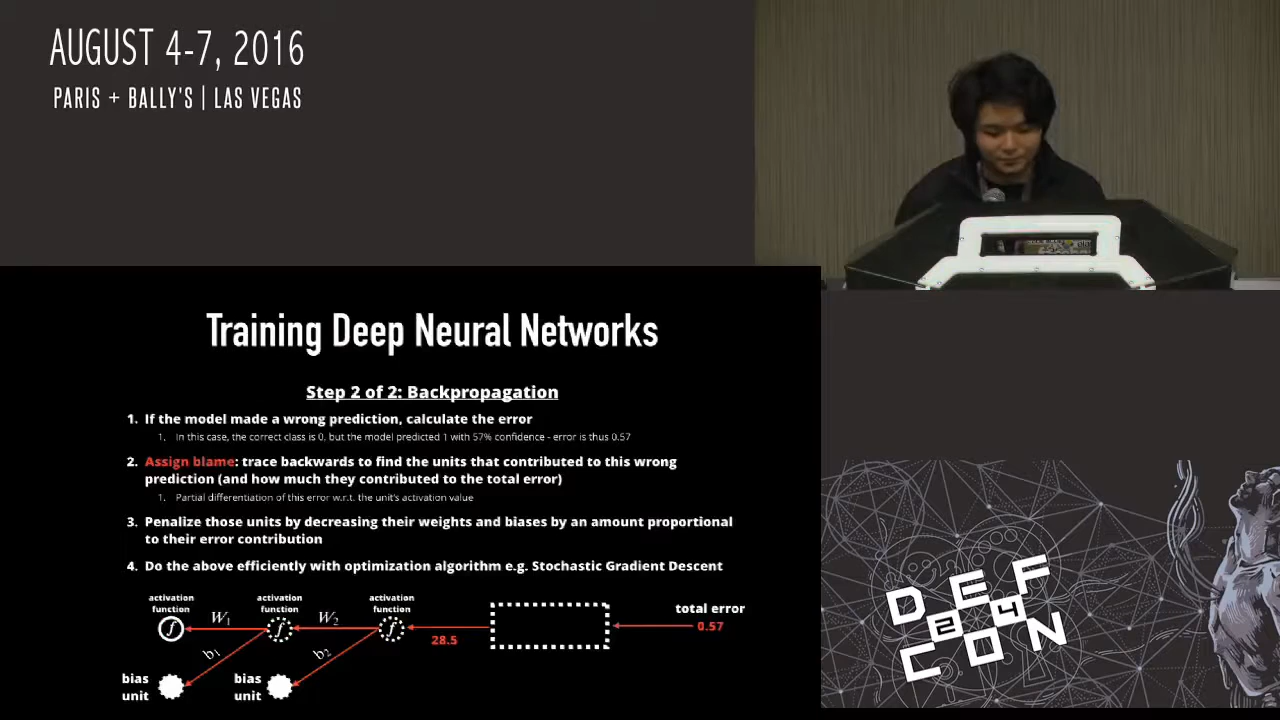 AUGUST 4-7, 2016
PARIS + BALLY'S | LAS VEGAS
Training Deep Neural Networks
Step 2 of 2: Backpropagation
1. If the model made a wrong prediction, calculate the error
1. In this case, the correct class is 0, but the model predicted 1 with 57% confidence - error is thus 0.57
2. Assign blame: trace backwards to find the units that contributed to this wrong
prediction (and how much they contributed to the total error)
1. Partial differentiation of this error w.r.t. the unit's activation value
3. Penalize those units by decreasing their weights and biases by an amount proportional
to their error contribution
4. Do the above efficiently with optimization algorithm e.g. Stochastic Gradient Descent
activation
function
activation
function
activation
function
f
W1
f
W2
f
28.5
total error
0.57
b1
b2
bias
unit
bias
unit
DEF
24
CON